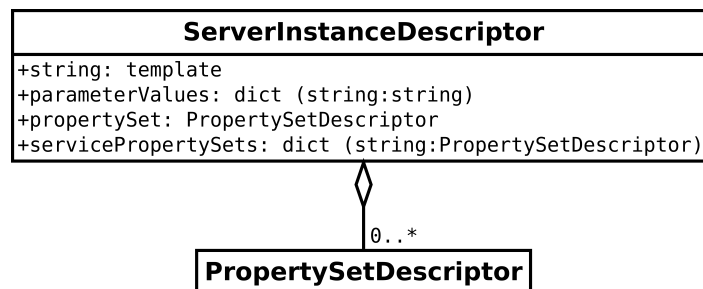 ServerInstanceDescriptor
+string: template
+parameterValues: dict (string:string)
+propertySet: PropertySetDescriptor
+servicePropertySets: dict (string:PropertySetDescriptor)
0..*
PropertySetDescriptor